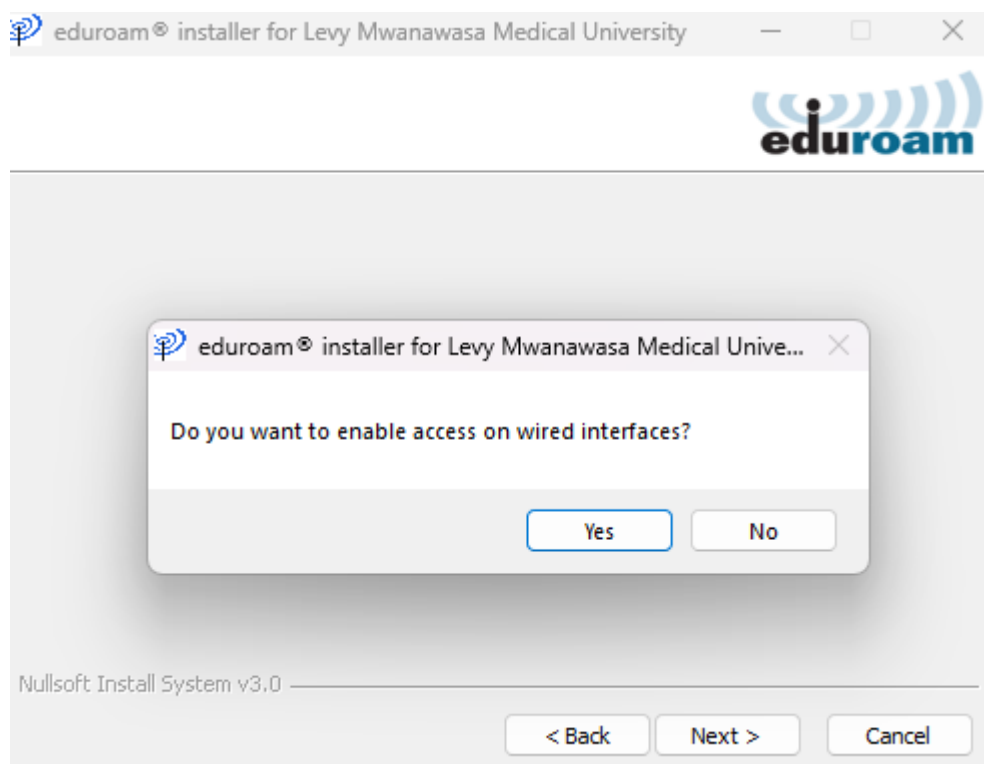 eduroam® installer for Levy Mwanawasa Medical University
eduroam
eduroam® installer for Levy Mwanawasa Medical Unive...
Do you want to enable access on wired interfaces?
Yes No
Nullsoft Install System v3.0
< Back Next > Cancel